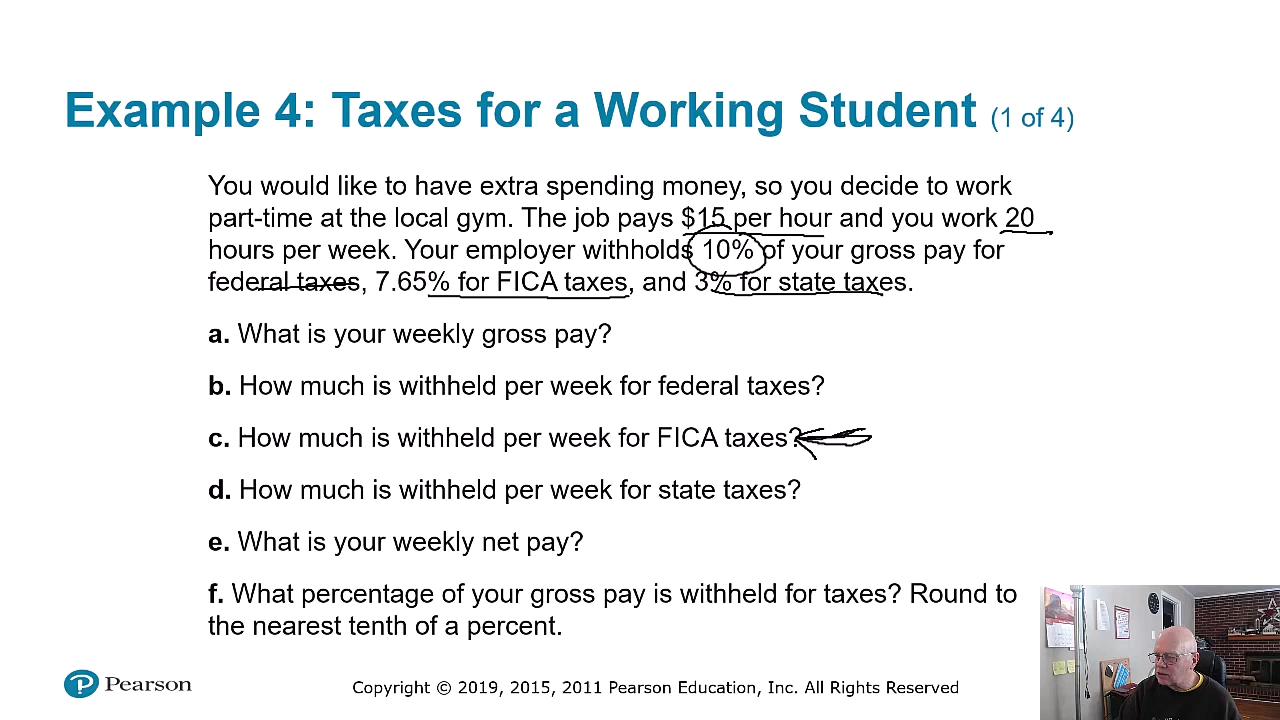 Example 4: Taxes for a Working Student (1 of 4)
You would like to have extra spending money, so you decide to work
part-time at the local gym. The job pays $15 per hour and you work 20
hours per week. Your employer withholds 10% of your gross pay for
federal taxes, 7.65% for FICA taxes, and 3% for state taxes.
a. What is your weekly gross pay?
b. How much is withheld per week for federal taxes?
c. How much is withheld per week for FICA taxes?
d. How much is withheld per week for state taxes?
e. What is your weekly net pay?
f. What percentage of your gross pay is withheld for taxes? Round to
the nearest tenth of a percent.
Pearson
Copyright © 2019, 2015, 2011 Pearson Education, Inc. All Rights Reserved